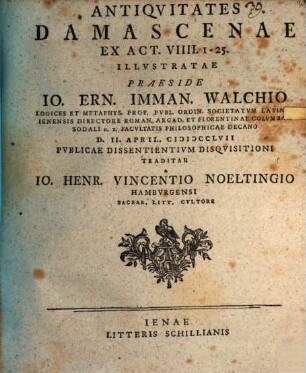 ANTIQVITATES
DAMASCENAE
EX ACT. VIIII. 1-25.
ILLVSTRATAE
PRAESIDE
IO. ERN. IMMAN. WALCHIO
LOGICES ET METAPHYS. PROF. PVBL. ORDIN. SOCIETATVM LATIN.
IENENSIS DIRECTORE ROMAN. ARCAD. ET FLORENTINAE COLVMB.
SODALI FACVLTATIS PHILOSOPHICAE DECANO
D. II. APRIL. CIↃIↃCCLVII
PVBLICAE DISSENTIENTIVM DISQVISITIONI
TRADITAE
A
IO. HENR. VINCENTIO NOELTINGIO
HAMBVRGENSI
SACRAR. LITT. CVLTORE
IENAE
LITTERIS SCHILLIANIS